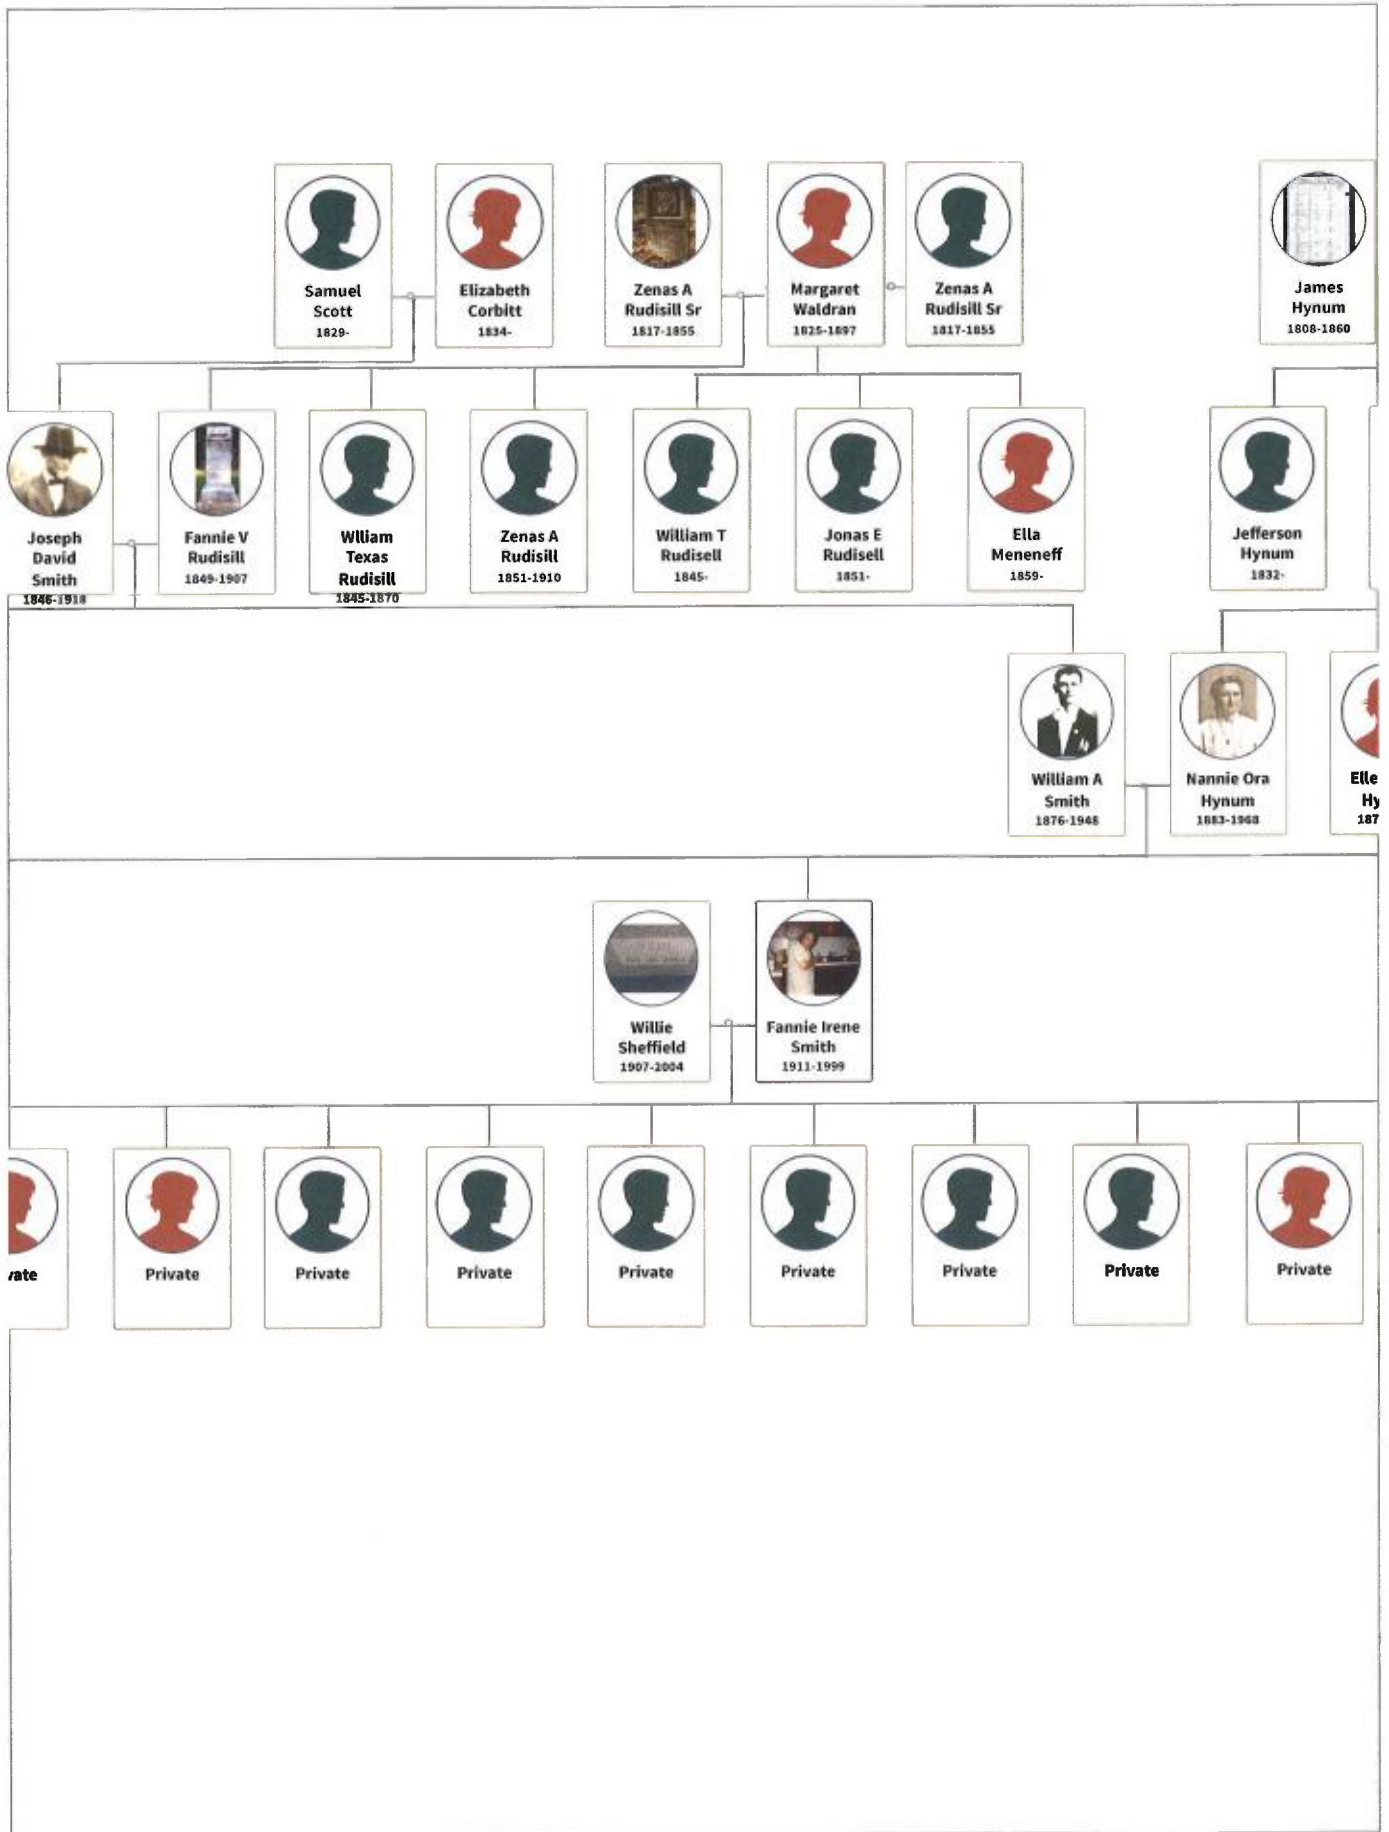 Samuel
Scott
1829-
Elizabeth
Corbitt
1834-
Zenas A
Rudisill Sr
1817-1855
Margaret
Waldran
1825-1897
Zenas A
Rudisill Sr
1817-1855
James
Hynum
1808-1860
Joseph
David
Smith
1846-1918
Fannie V
Rudisill
1849-1907
Wlliam
Texas
Rudisill
1845-1870
Zenas A
Rudisill
1851-1910
William T
Rudisell
1845-
Jonas E
Rudisell
1851-
Ella
Meneneff
1859-
Jefferson
Hynum
1832-
William A
Smith
1876-1948
Nannie Ora
Hynum
1883-1968
Elle
Hy
187
Willie
Sheffield
1907-2004
Fannie Irene
Smith
1911-1999
vate
Private
Private
Private
Private
Private
Private
Private
Private